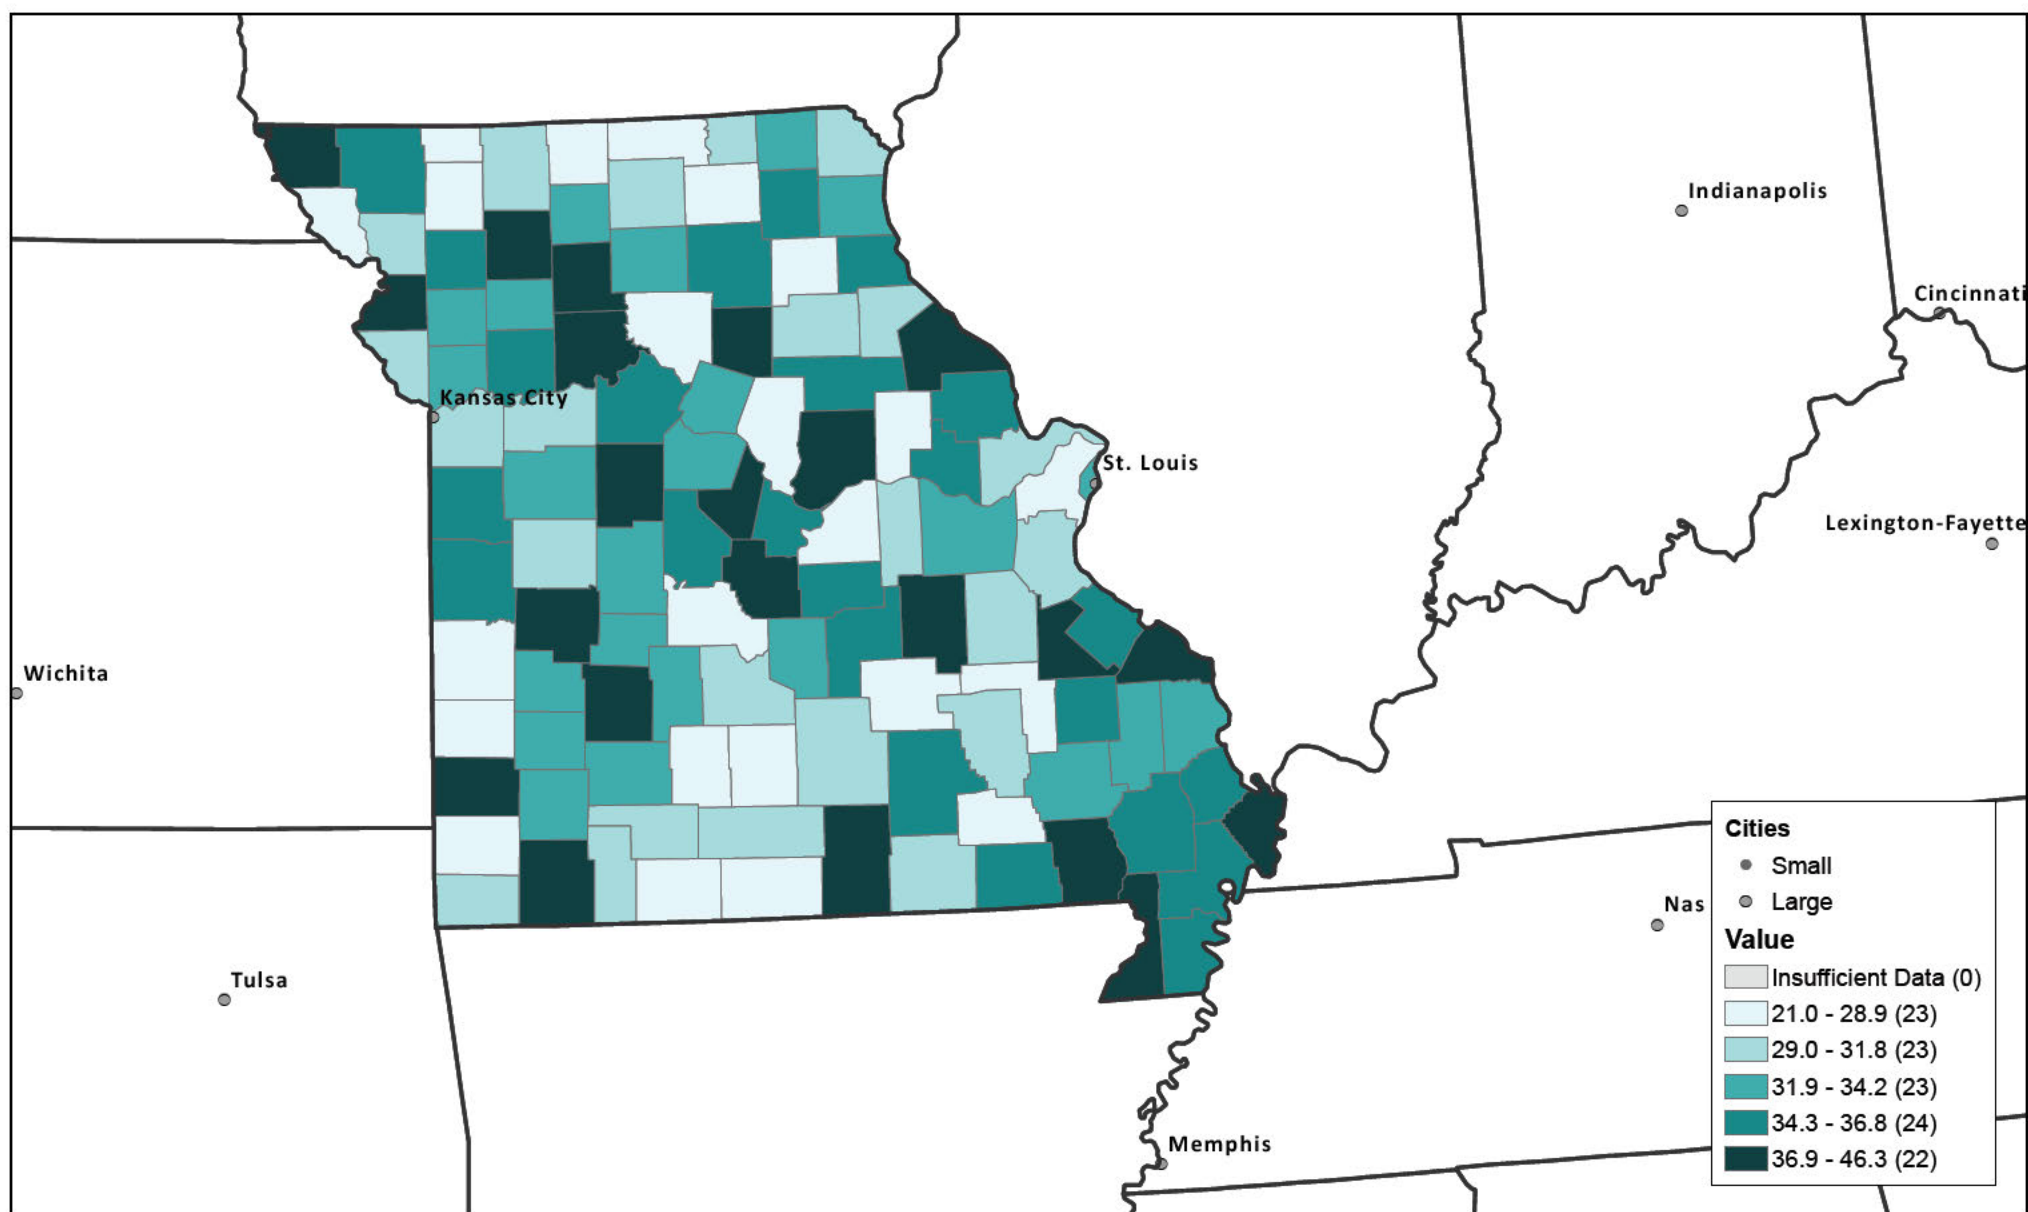 Indianapolis
Cincinnati
Kansas City
St. Louis
Lexington-Fayette
Wichita
Nas
Tulsa
Memphis
Cities
Small
Large
Value
Insufficient Data (0)
21.0 - 28.9 (23)
29.0 - 31.8 (23)
31.9 - 34.2 (23)
34.3 - 36.8 (24)
36.9 - 46.3 (22)